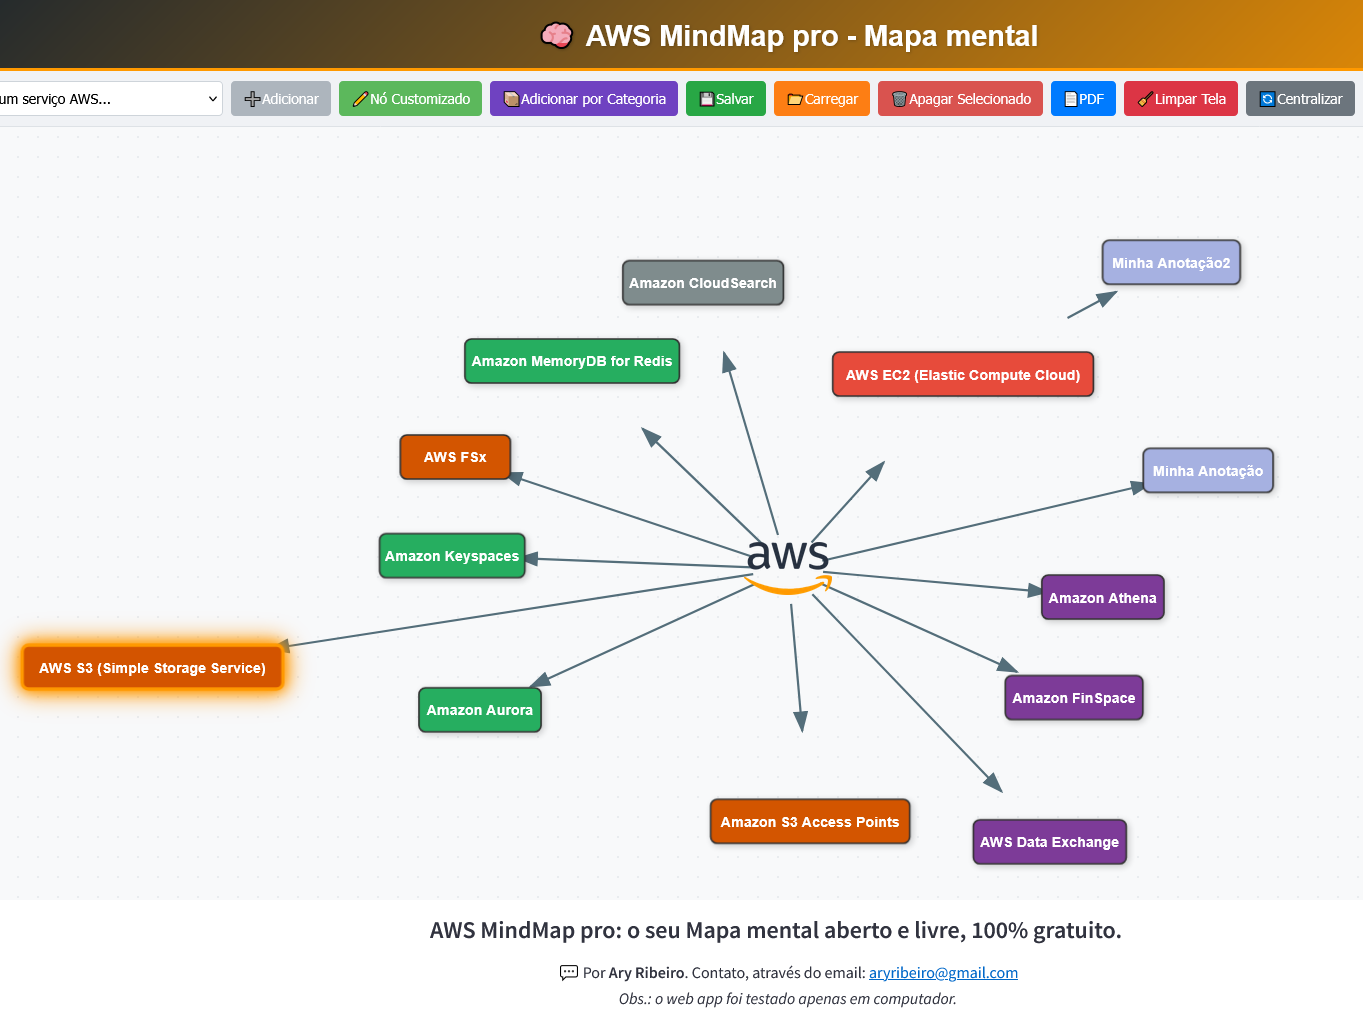 AWS MindMap pro - Mapa mental
um serviço AWS...
Adicionar
Nó Customizado
Adicionar por Categoria
Salvar
Carregar
Apagar Selecionado
PDF
Limpar Tela
Centralizar
Minha Anotação2
Amazon CloudSearch
Amazon MemoryDB for Redis
AWS EC2 (Elastic Compute Cloud)
AWS FSx
Minha Anotação
Amazon Keyspaces
aws
Amazon Athena
AWS S3 (Simple Storage Service)
Amazon FinSpace
Amazon Aurora
Amazon S3 Access Points
AWS Data Exchange
AWS MindMap pro: o seu Mapa mental aberto e livre, 100% gratuito.
Por Ary Ribeiro. Contato, através do email: aryribeiro@gmail.com
Obs.: o web app foi testado apenas em computador.